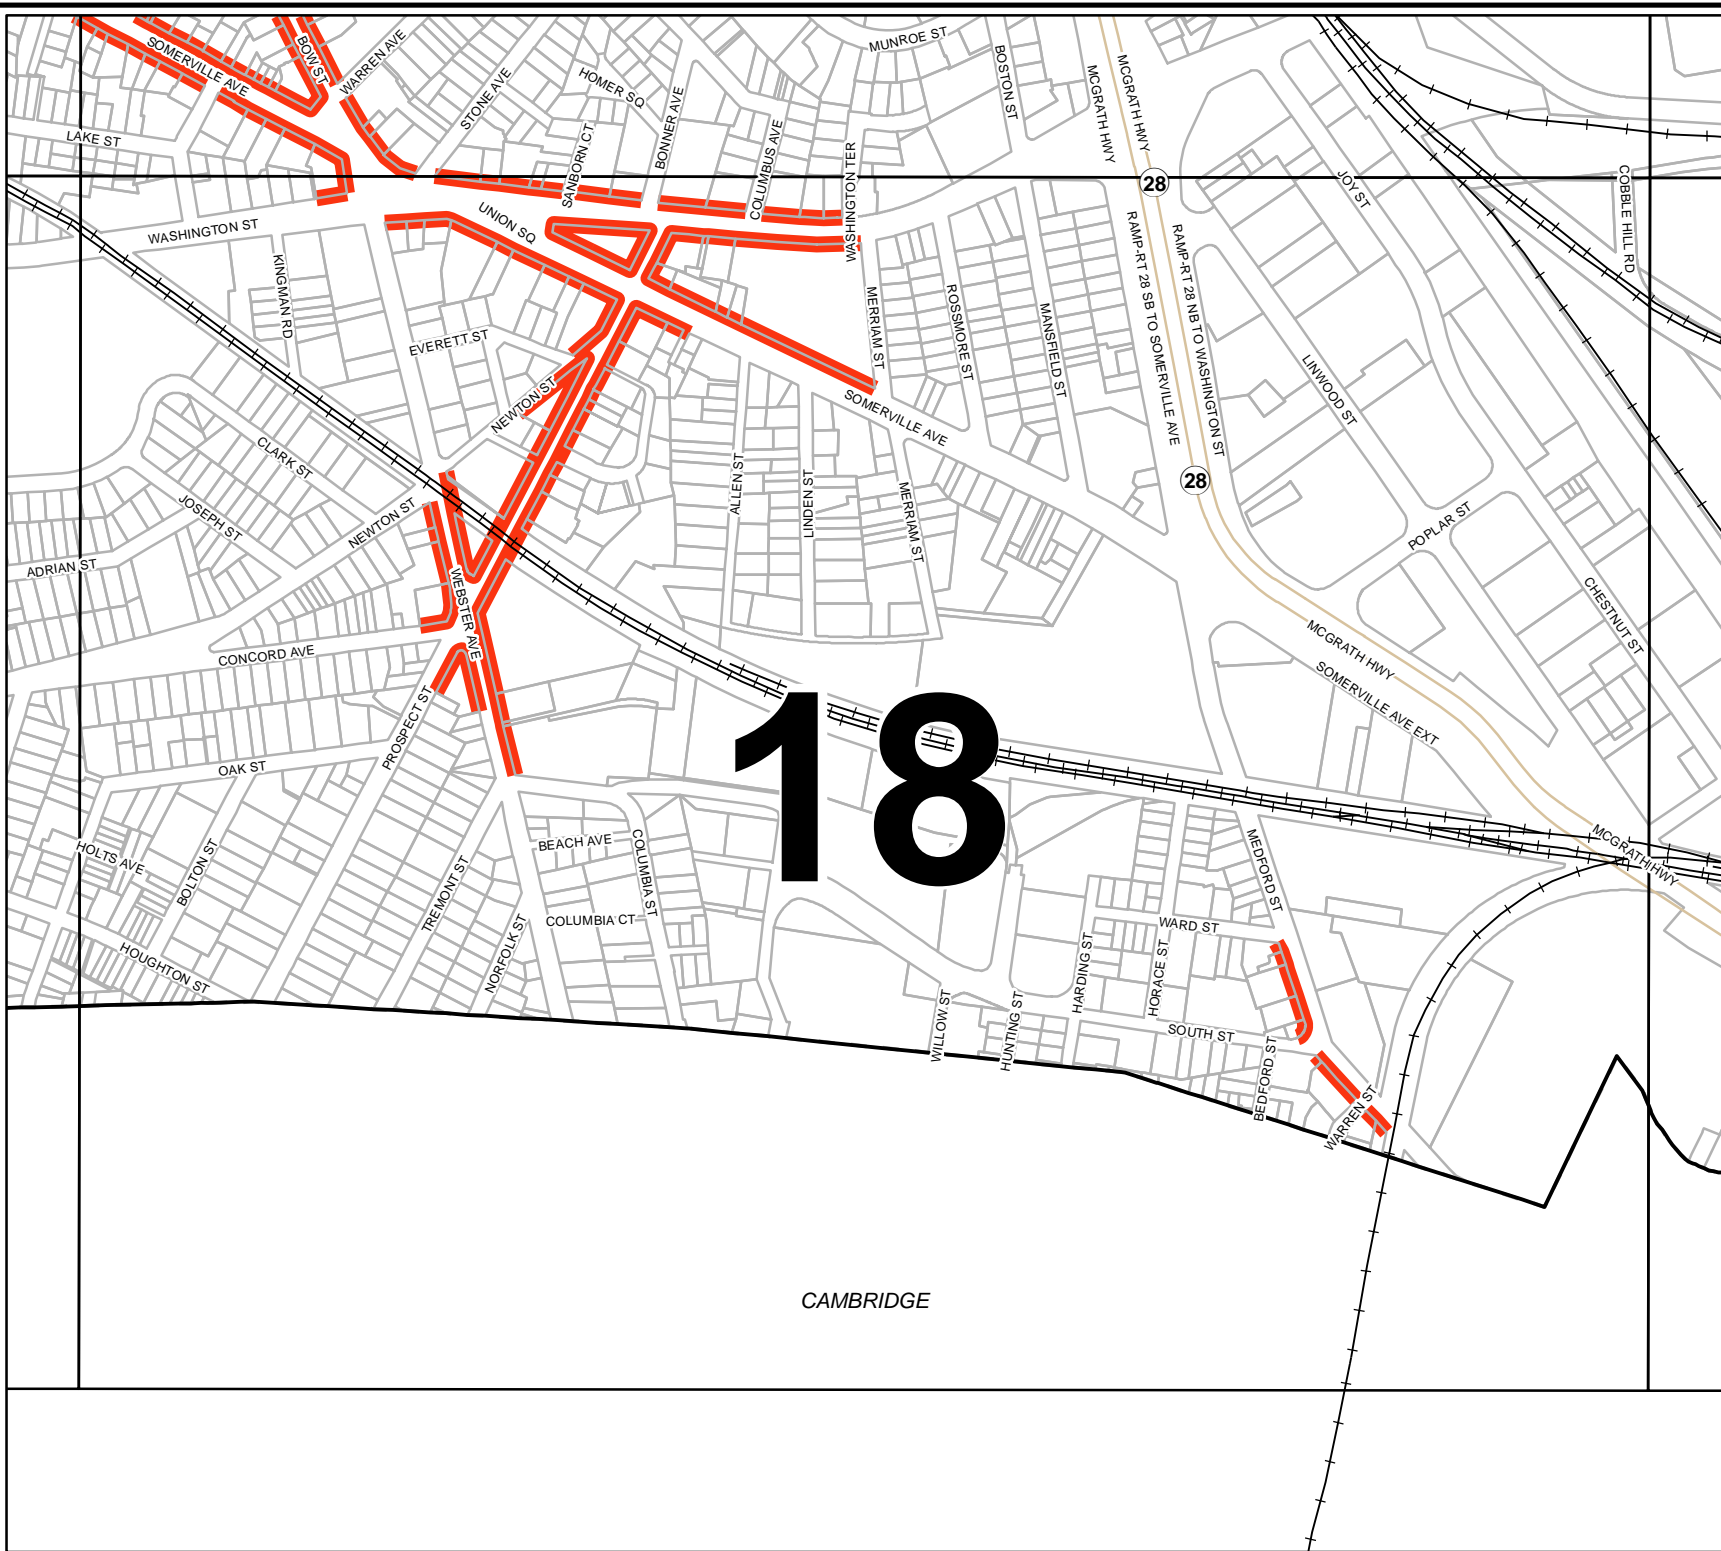 SOMERVILLE AVE
BOW ST
WARREN AVE
STONE AVE
HOMER SQ
MUNROE ST
BOSTON ST
MCGRATH HWY
MCGRATH HWY
LAKE ST
SANBORN CT
BONNER AVE
COLUMBUS AVE
WASHINGTON TER
28
JOY ST
COBBLE HILL RD
WASHINGTON ST
UNION SQ
KINGMAN RD
EVERETT ST
MERRIAM ST
ROSSMORE ST
MANSFIELD ST
RAMP-RT 28 SB TO SOMERVILLE AVE
RAMP-RT 28 NB TO WASHINGTON ST
LINWOOD ST
NEWTON ST
SOMERVILLE AVE
CLARK ST
JOSEPH ST
NEWTON ST
ALLEN ST
LINDEN ST
MERRIAM ST
28
POPLAR ST
ADRIAN ST
WEBSTER AVE
CHESTNUT ST
CONCORD AVE
MCGRATH HWY
SOMERVILLE AVE EXT
PROSPECT ST
18
OAK ST
HOLTS AVE
BOLTON ST
TREMONT ST
BEACH AVE
COLUMBIA ST
MEDFORD ST
MCGRATH HWY
COLUMBIA CT
WARD ST
HOUGHTON ST
NORFOLK ST
HARDING ST
HORACE ST
WILLOW ST
HUNTING ST
SOUTH ST
BEDFORD ST
WARREN ST
CAMBRIDGE